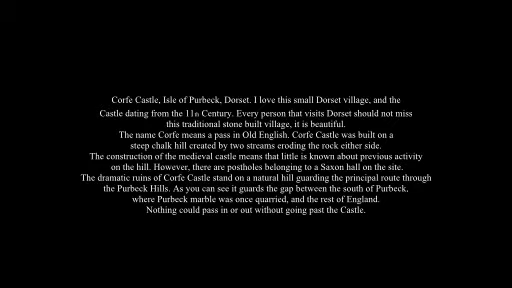 Corfe Castle, Isle of Purbeck, Dorset. I love this small Dorset village, and the
Castle dating from the 11th Century. Every person that visits Dorset should not miss
this traditional stone built village, it is beautiful.
The name Corfe means a pass in Old English. Corfe Castle was built on a
steep chalk hill created by two streams eroding the rock either side.
The construction of the medieval castle means that little is known about previous activity
on the hill. However, there are postholes belonging to a Saxon hall on the site.
The dramatic ruins of Corfe Castle stand on a natural hill guarding the principal route through
the Purbeck Hills. As you can see it guards the gap between the south of Purbeck,
where Purbeck marble was once quarried, and the rest of England.
Nothing could pass in or out without going past the Castle.